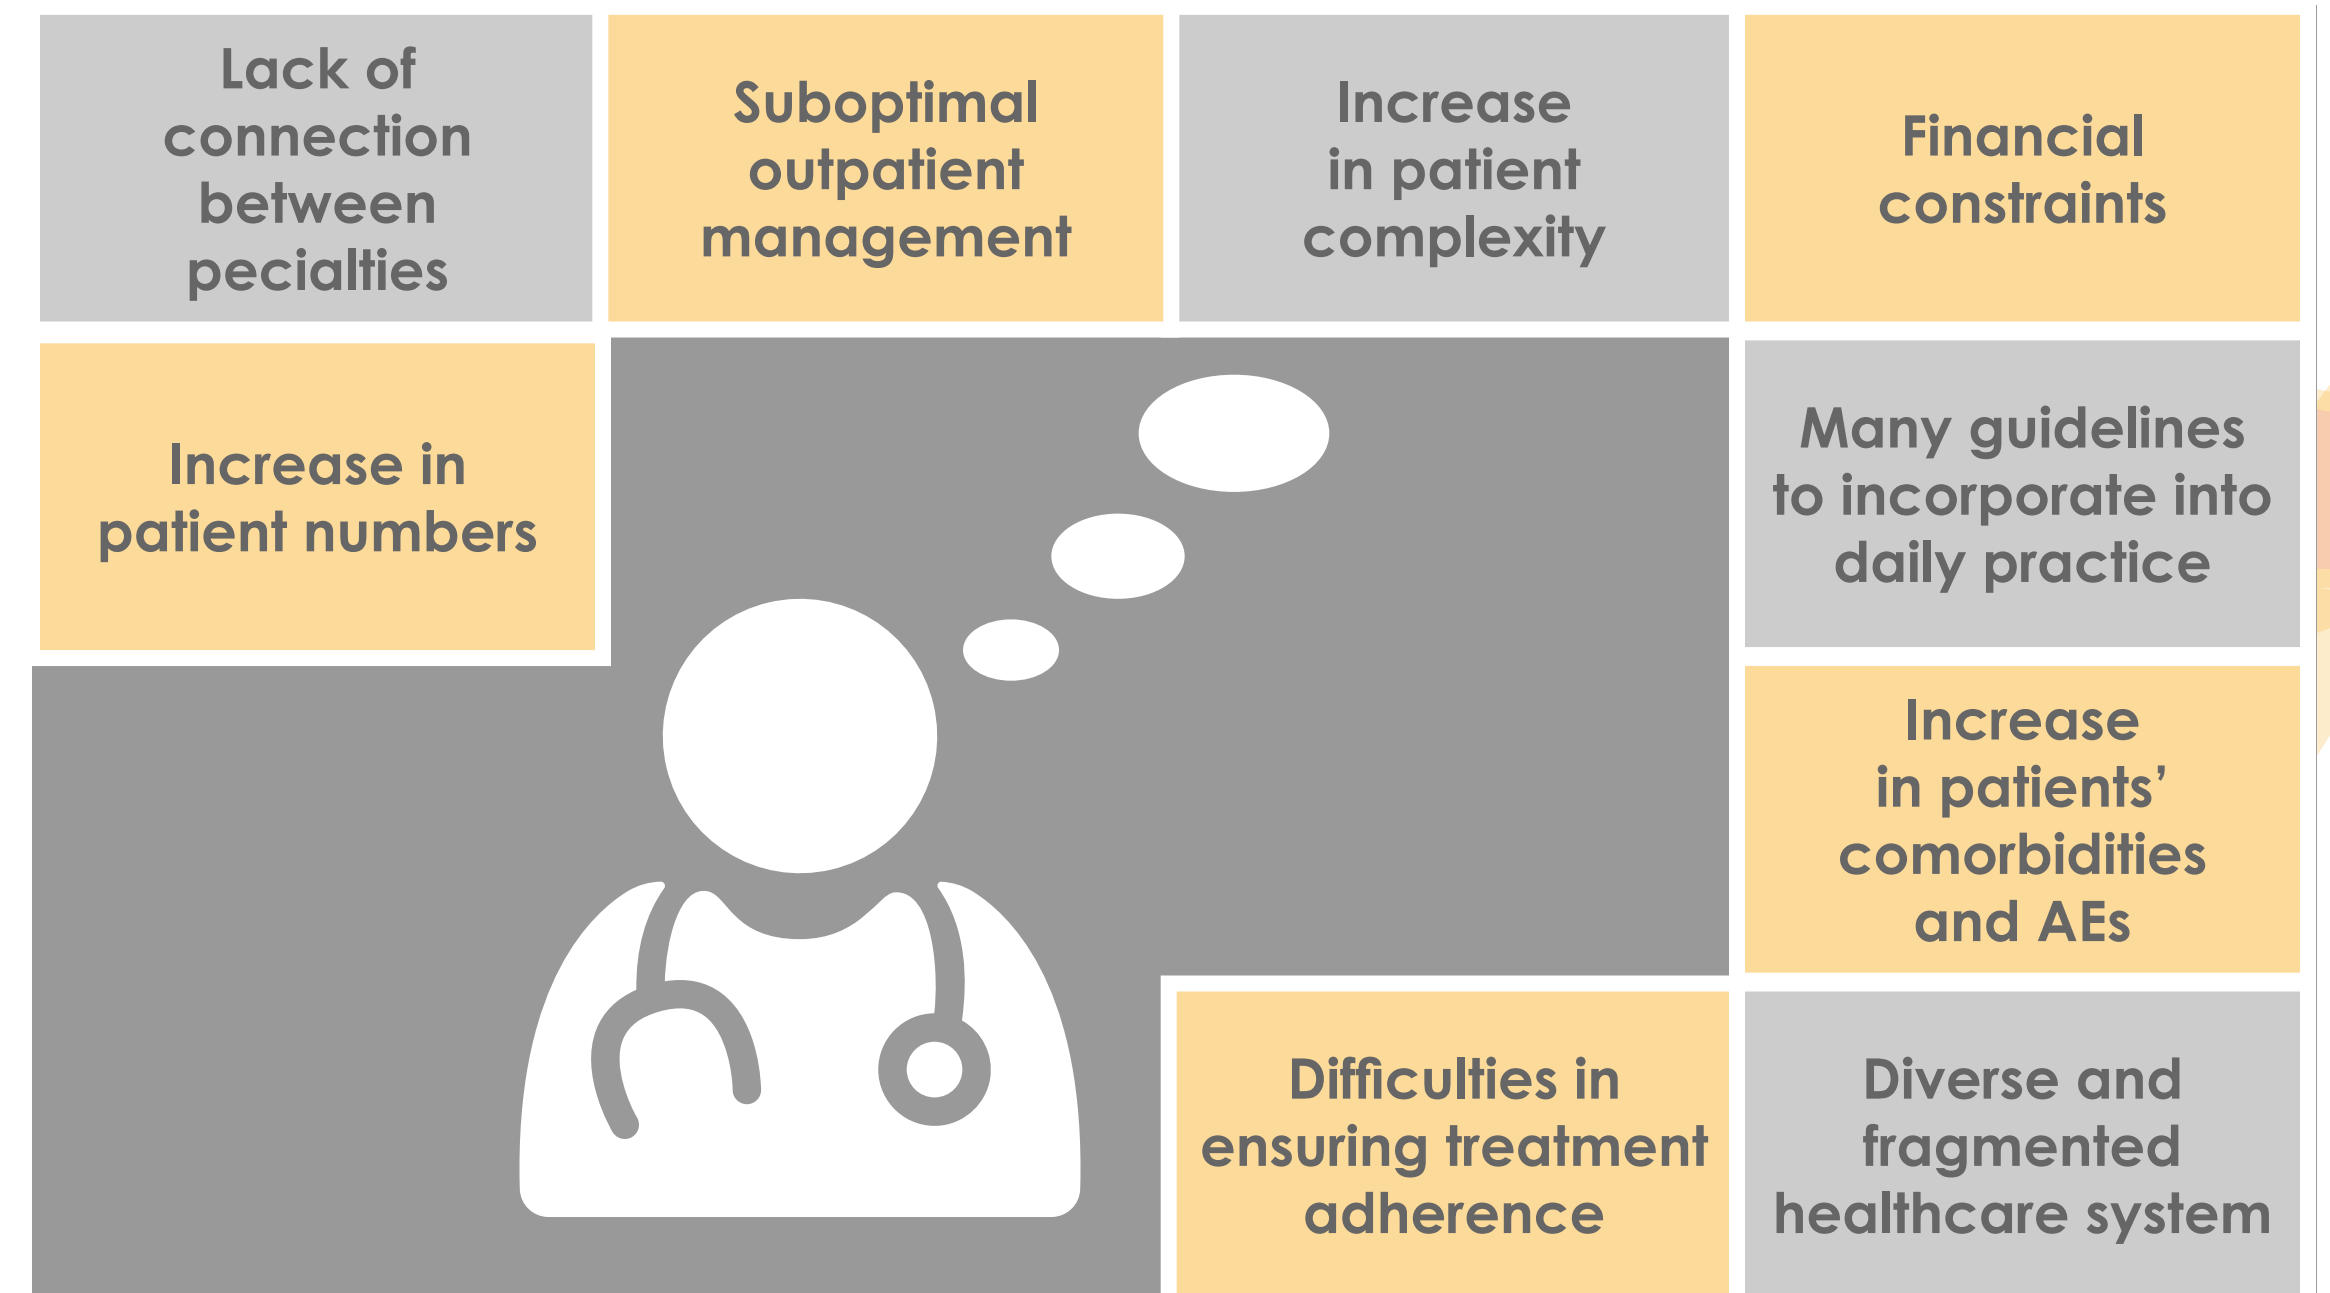 Lack of
connection
between
pecialties
Suboptimal
outpatient
management
Increase
in patient
complexity
Financial
constraints
Increase in
patient numbers
Many guidelines
to incorporate into
daily practice
Increase
in patients’
comorbidities
and AEs
Difficulties in
ensuring treatment
adherence
Diverse and
fragmented
healthcare system